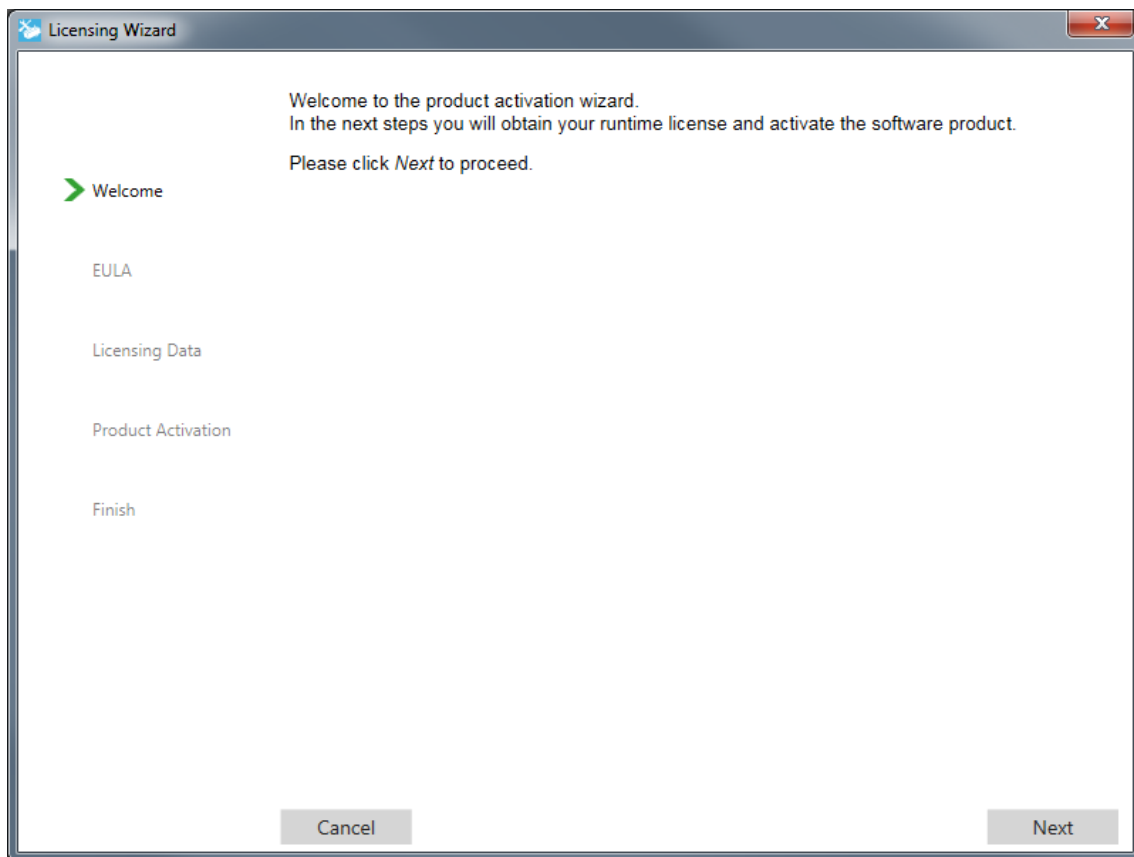 Licensing Wizard
Welcome to the product activation wizard.
In the next steps you will obtain your runtime license and activate the software product.
Please click Next to proceed.
Welcome
EULA
Licensing Data
Product Activation
Finish
Cancel
Next